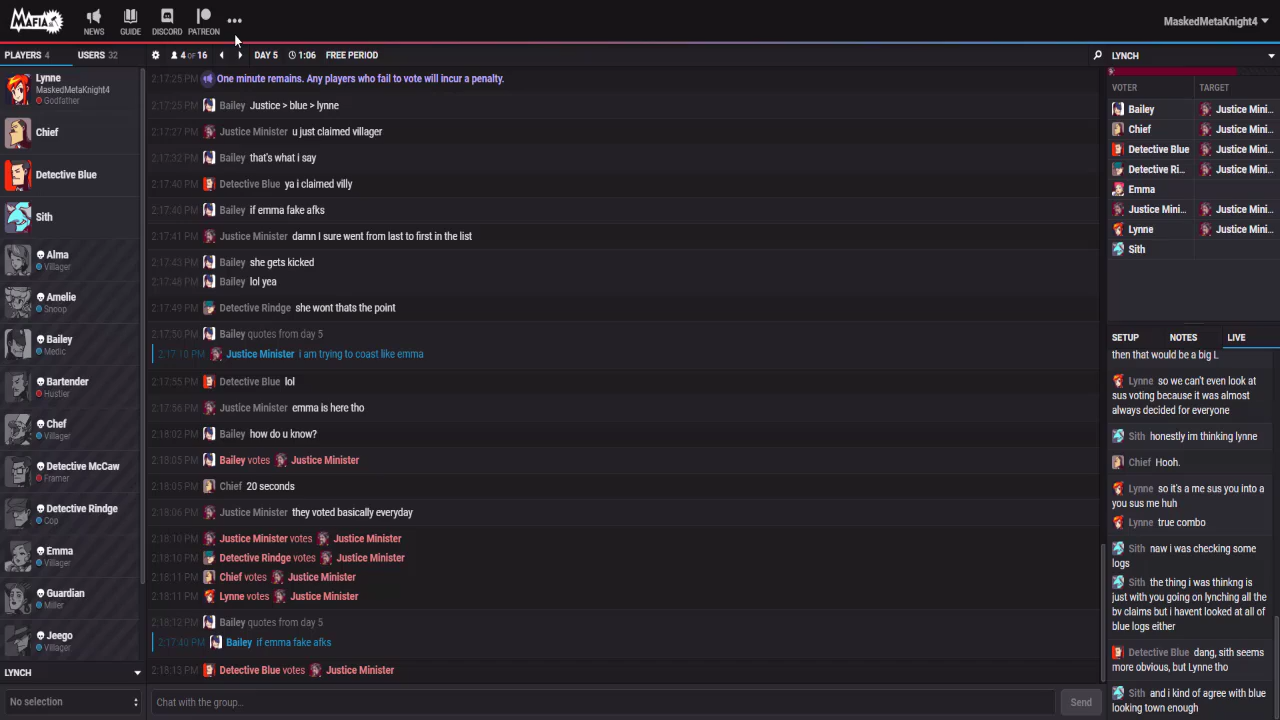 MAFIA
NEWS
GUIDE
DISCORD
PATREON
MaskedMetaKnight4
PLAYERS 4
USERS 32
4 OF 16
DAY 5
1:06
FREE PERIOD
LYNCH
Lynne
MaskedMetaKnight4
Godfather
Chief
Detective Blue
Sith
Alma
Villager
Amelie
Snoop
Bailey
Medic
Bartender
Hustler
Chef
Villager
Detective McCaw
Framer
Detective Rindge
Cop
Emma
Villager
Guardian
Miller
Jeego
Villager
LYNCH
No selection
2:17:25 PM One minute remains. Any players who fail to vote will incur a penalty.
2:17:25 PM Bailey Justice > blue > lynne
2:17:27 PM Justice Minister u just claimed villager
2:17:32 PM Bailey that's what i say
2:17:40 PM Detective Blue ya i claimed villy
2:17:40 PM Bailey if emma fake afks
2:17:41 PM Justice Minister damn I sure went from last to first in the list
2:17:43 PM Bailey she gets kicked
2:17:48 PM Bailey lol yea
2:17:49 PM Detective Rindge she wont thats the point
2:17:50 PM Bailey quotes from day 5
2:17:10 PM Justice Minister I am trying to coast like emma
2:17:55 PM Detective Blue lol
2:17:56 PM Justice Minister emma is here tho
2:18:02 PM Bailey how do u know?
2:18:05 PM Bailey votes Justice Minister
2:18:05 PM Chief 20 seconds
2:18:06 PM Justice Minister they voted basically everyday
2:18:10 PM Justice Minister votes Justice Minister
2:18:10 PM Detective Rindge votes Justice Minister
2:18:11 PM Chief votes Justice Minister
2:18:11 PM Lynne votes Justice Minister
2:18:12 PM Bailey quotes from day 5
2:17:40 PM Bailey if emma fake afks
2:18:13 PM Detective Blue votes Justice Minister
Chat with the group...
Send
VOTER TARGET
Bailey Justice Mini...
Chief Justice Mini...
Detective Blue Justice Mini...
Detective Ri... Justice Mini...
Emma
Justice Mini... Justice Mini...
Lynne Justice Mini...
Sith
SETUP
NOTES
LIVE
then that would be a big L
Lynne so we can't even look at
sus voting because it was almost
always decided for everyone
Sith honestly im thinking lynne
Chief Hooh.
Lynne so it's a me sus you into a
you sus me huh
Lynne true combo
Sith naw i was checking some
logs
Sith the thing i was thinkng is
just with you going on lynching all the
bv claims but i havent looked at all of
blue logs either
Detective Blue dang, sith seems
more obvious, but Lynne tho
Sith and i kind of agree with blue
looking town enough